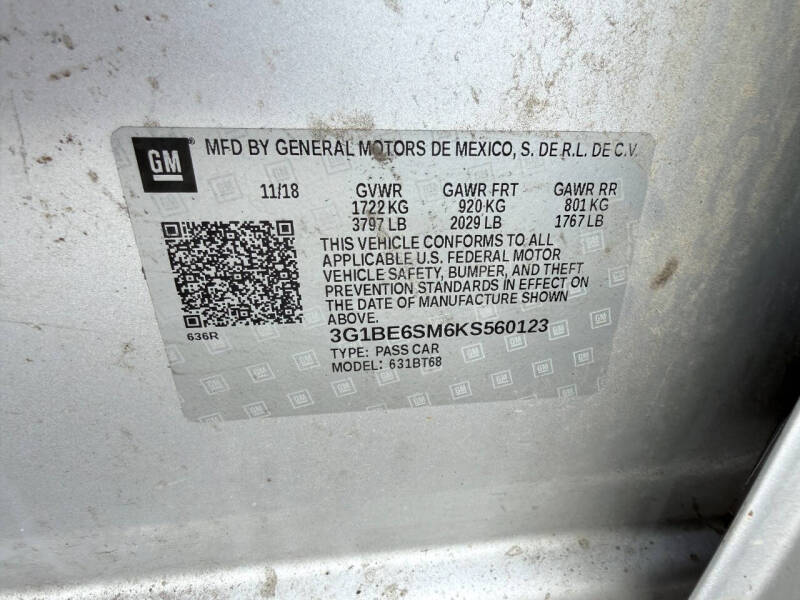 GM ® MFD BY GENERAL MOTORS DE MEXICO, S. DE R.L. DE C.V.
11/18 GVWR GAWR FRT GAWR RR
1722 KG 920 KG 801 KG
3797 LB 2029 LB 1767 LB
THIS VEHICLE CONFORMS TO ALL
APPLICABLE U.S. FEDERAL MOTOR
VEHICLE SAFETY, BUMPER, AND THEFT
PREVENTION STANDARDS IN EFFECT ON
THE DATE OF MANUFACTURE SHOWN
ABOVE.
636R
3G1BE6SM6KS560123
TYPE: PASS CAR
MODEL: 631BT68